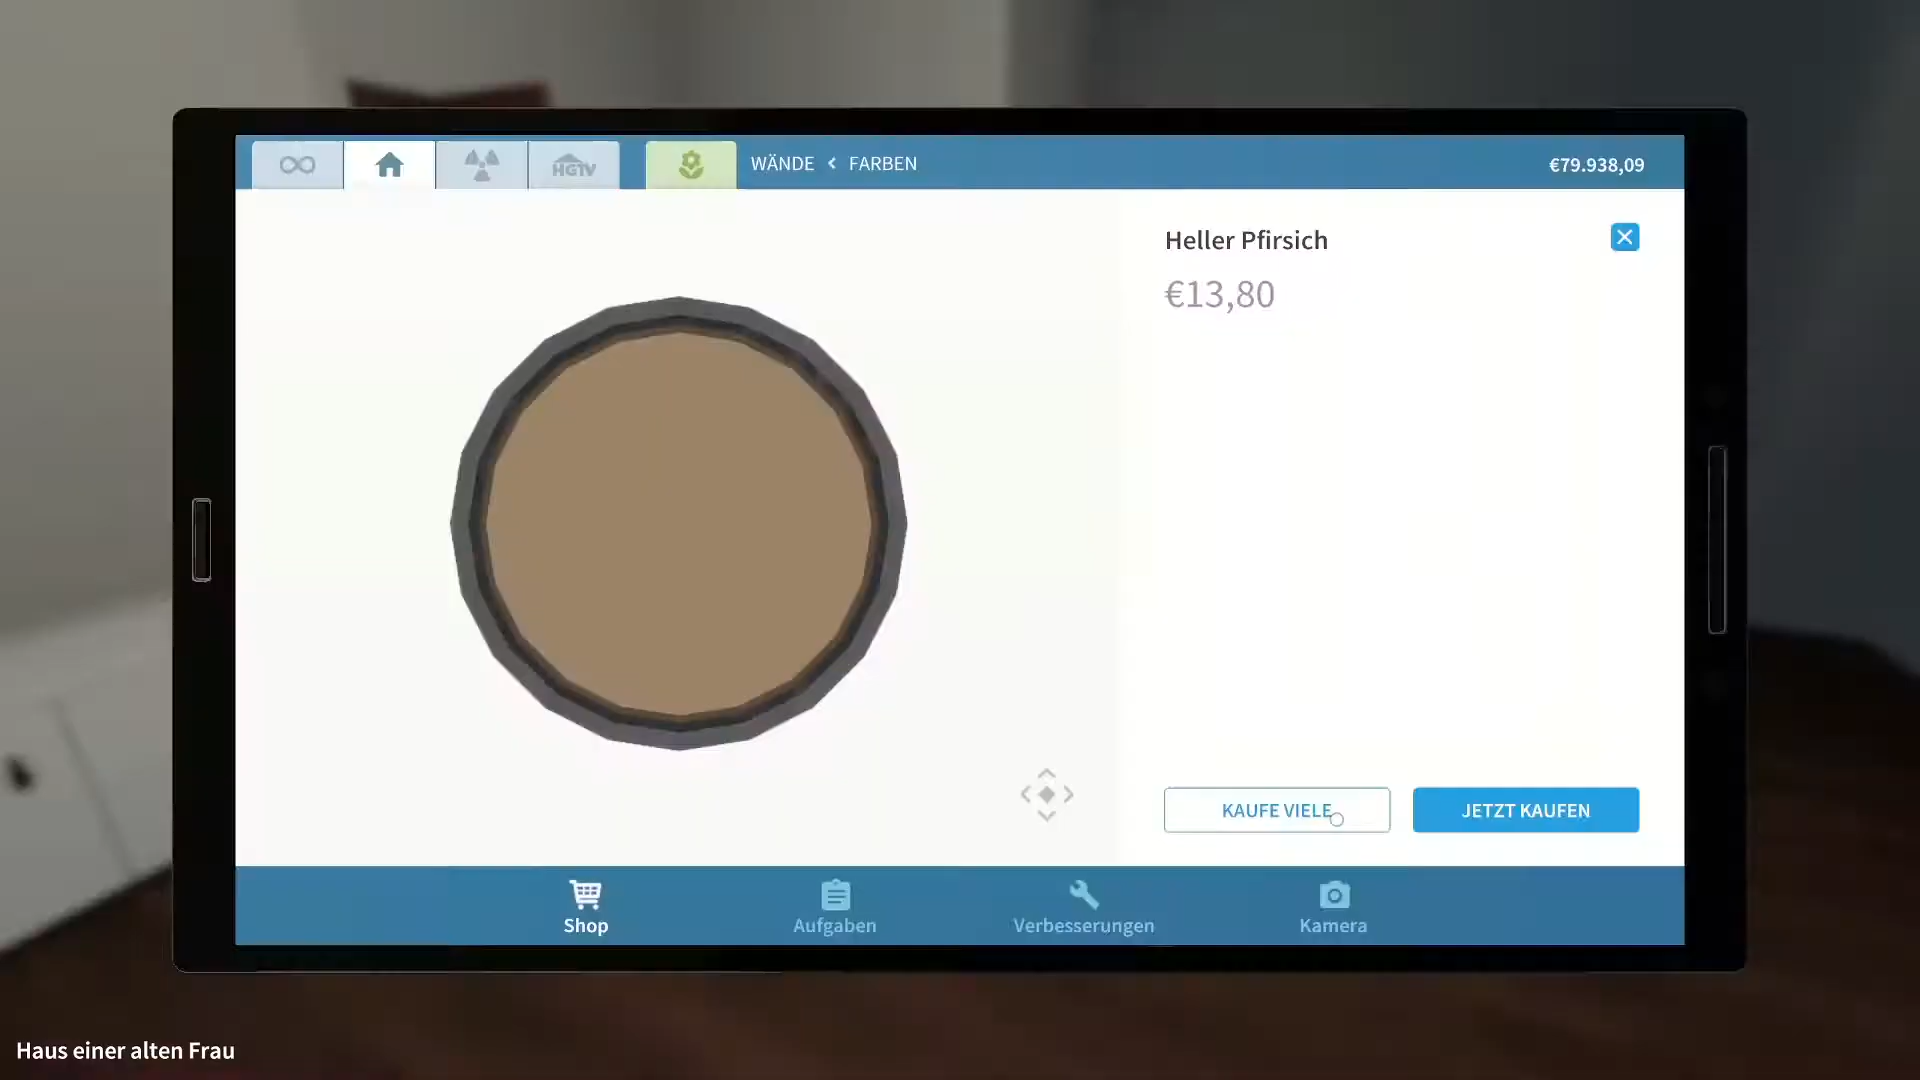 HGTV
WÄNDE < FARBEN
€79.938,09
Heller Pfirsich
€13,80
KAUFE VIELE
JETZT KAUFEN
Shop
Aufgaben
Verbesserungen
Kamera
Haus einer alten Frau